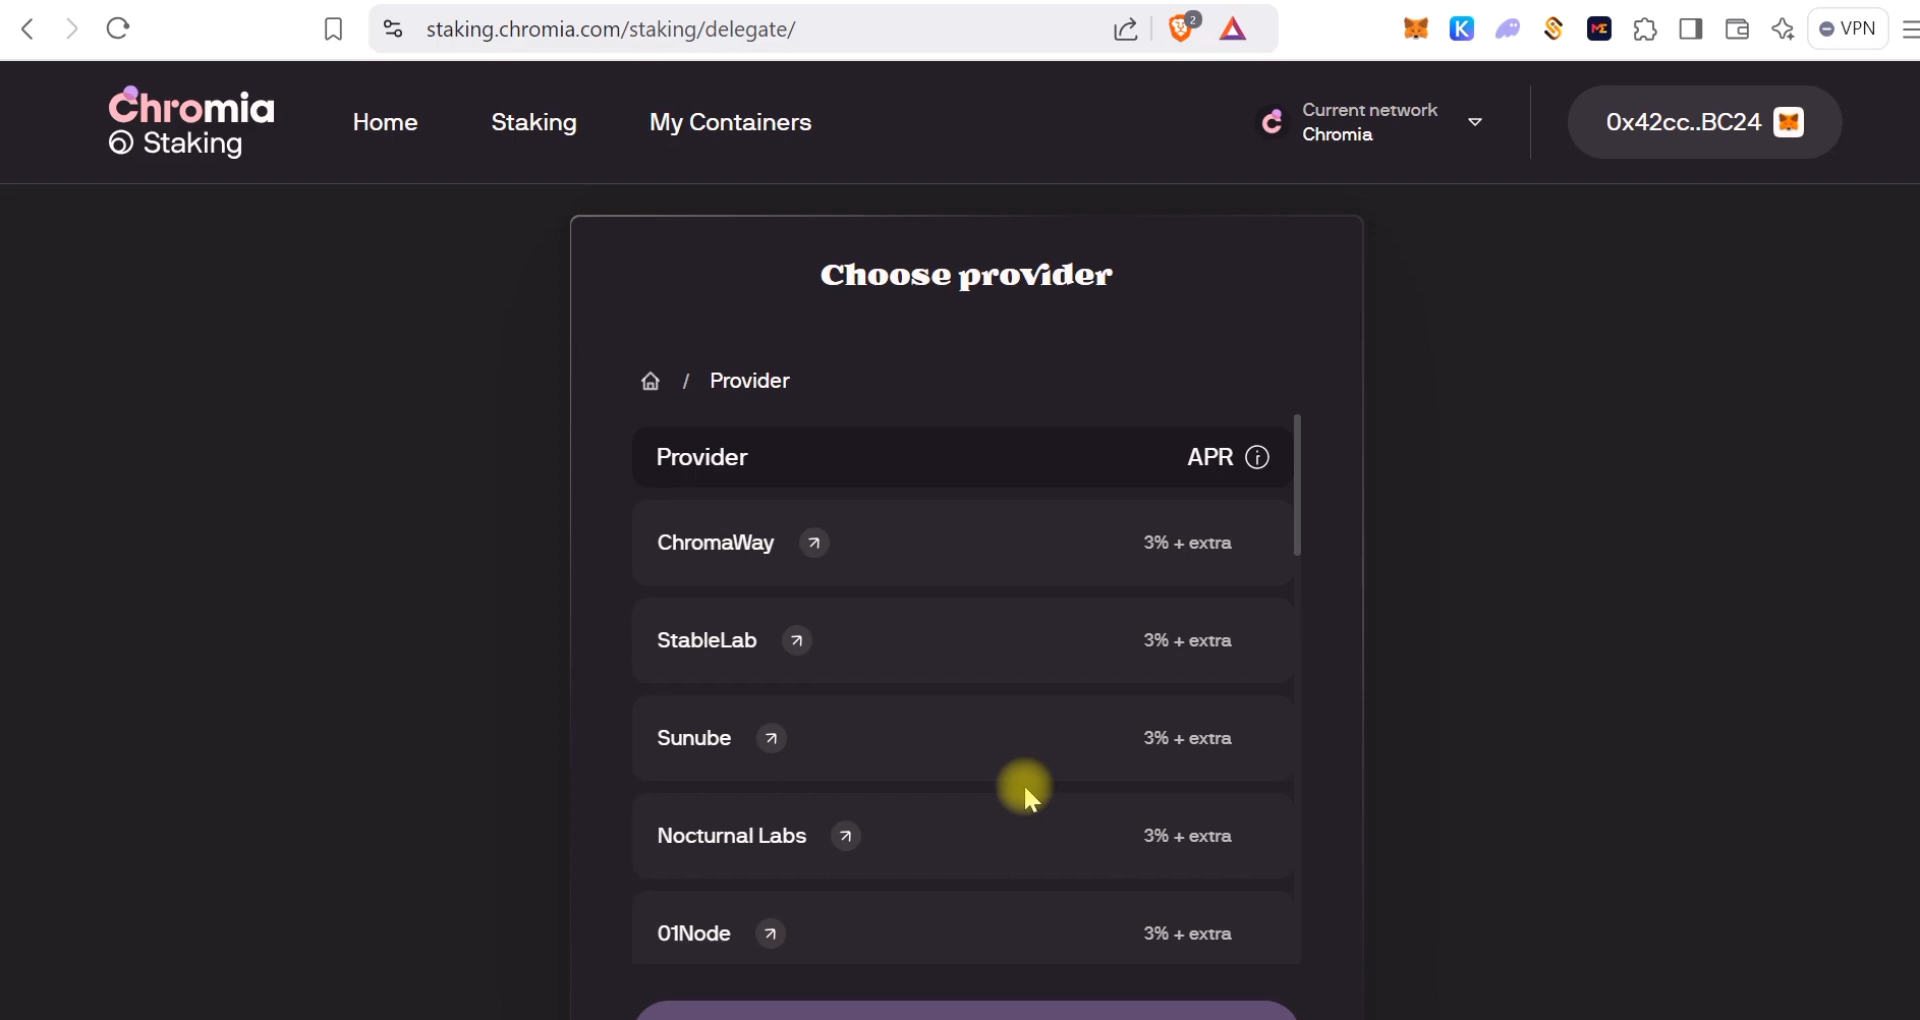 staking.chromia.com/staking/delegate/
2
VPN
Chromia
Staking
Home
Staking
My Containers
Current network
Chromia
0x42cc..BC24
Choose provider
/ Provider
Provider
APR
ChromaWay
3% + extra
StableLab
3% + extra
Sunube
3% + extra
Nocturnal Labs
3% + extra
01Node
3% + extra